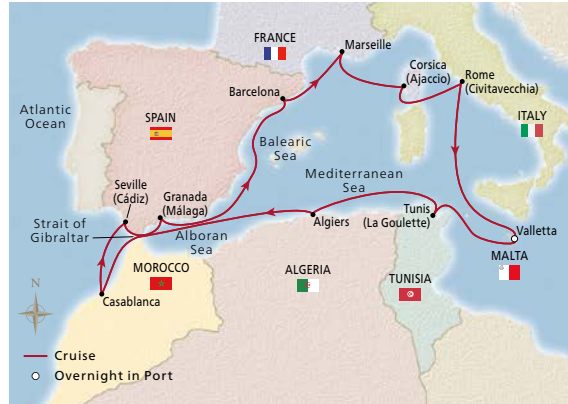 FRANCE
Marseille
Corsica
(Ajaccio)
Rome
(Civitavecchia)
Barcelona
Atlantic
Ocean
SPAIN
ITALY
Balearic
Sea
Mediterranean
Sea
Seville
(Cádiz)
Granada
(Málaga)
Strait of
Gibraltar
Alboran
Sea
Algiers
Tunis
(La Goulette)
Valletta
MALTA
MOROCCO
ALGERIA
TUNISIA
Casablanca
N
Cruise
Overnight in Port